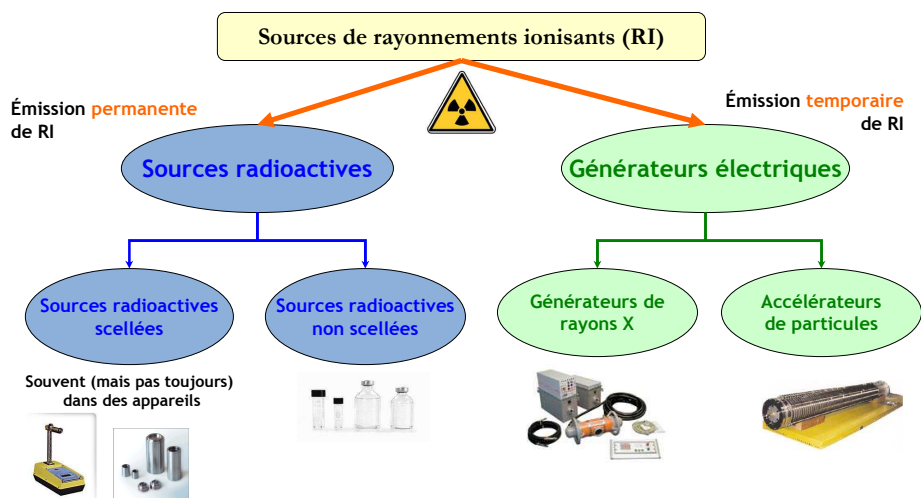 Sources de rayonnements ionisants (RI)
Émission permanente
de RI
Émission temporaire
de RI
Sources radioactives
Générateurs électriques
Sources radioactives
scellées
Sources radioactives
non scellées
Générateurs de
rayons X
Accélérateurs
de particules
Souvent (mais pas toujours)
dans des appareils